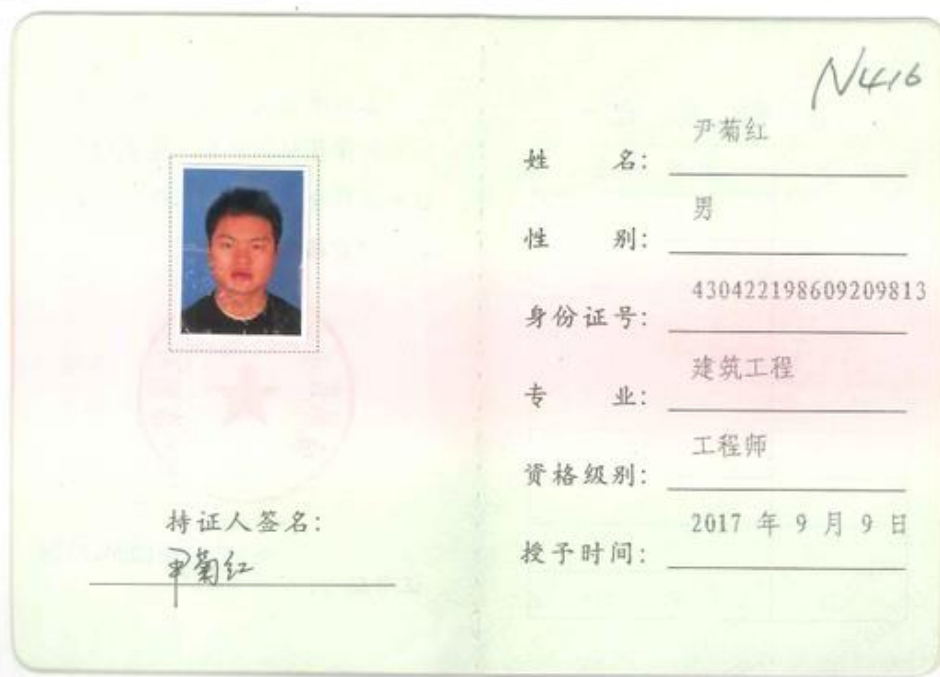 N416
姓 名: 尹菊红
性 别: 男
身份证号: 430422198609209813
专 业: 建筑工程
资格级别: 工程师
授予时间: 2017 年 9 月 9 日
持证人签名:
尹菊红